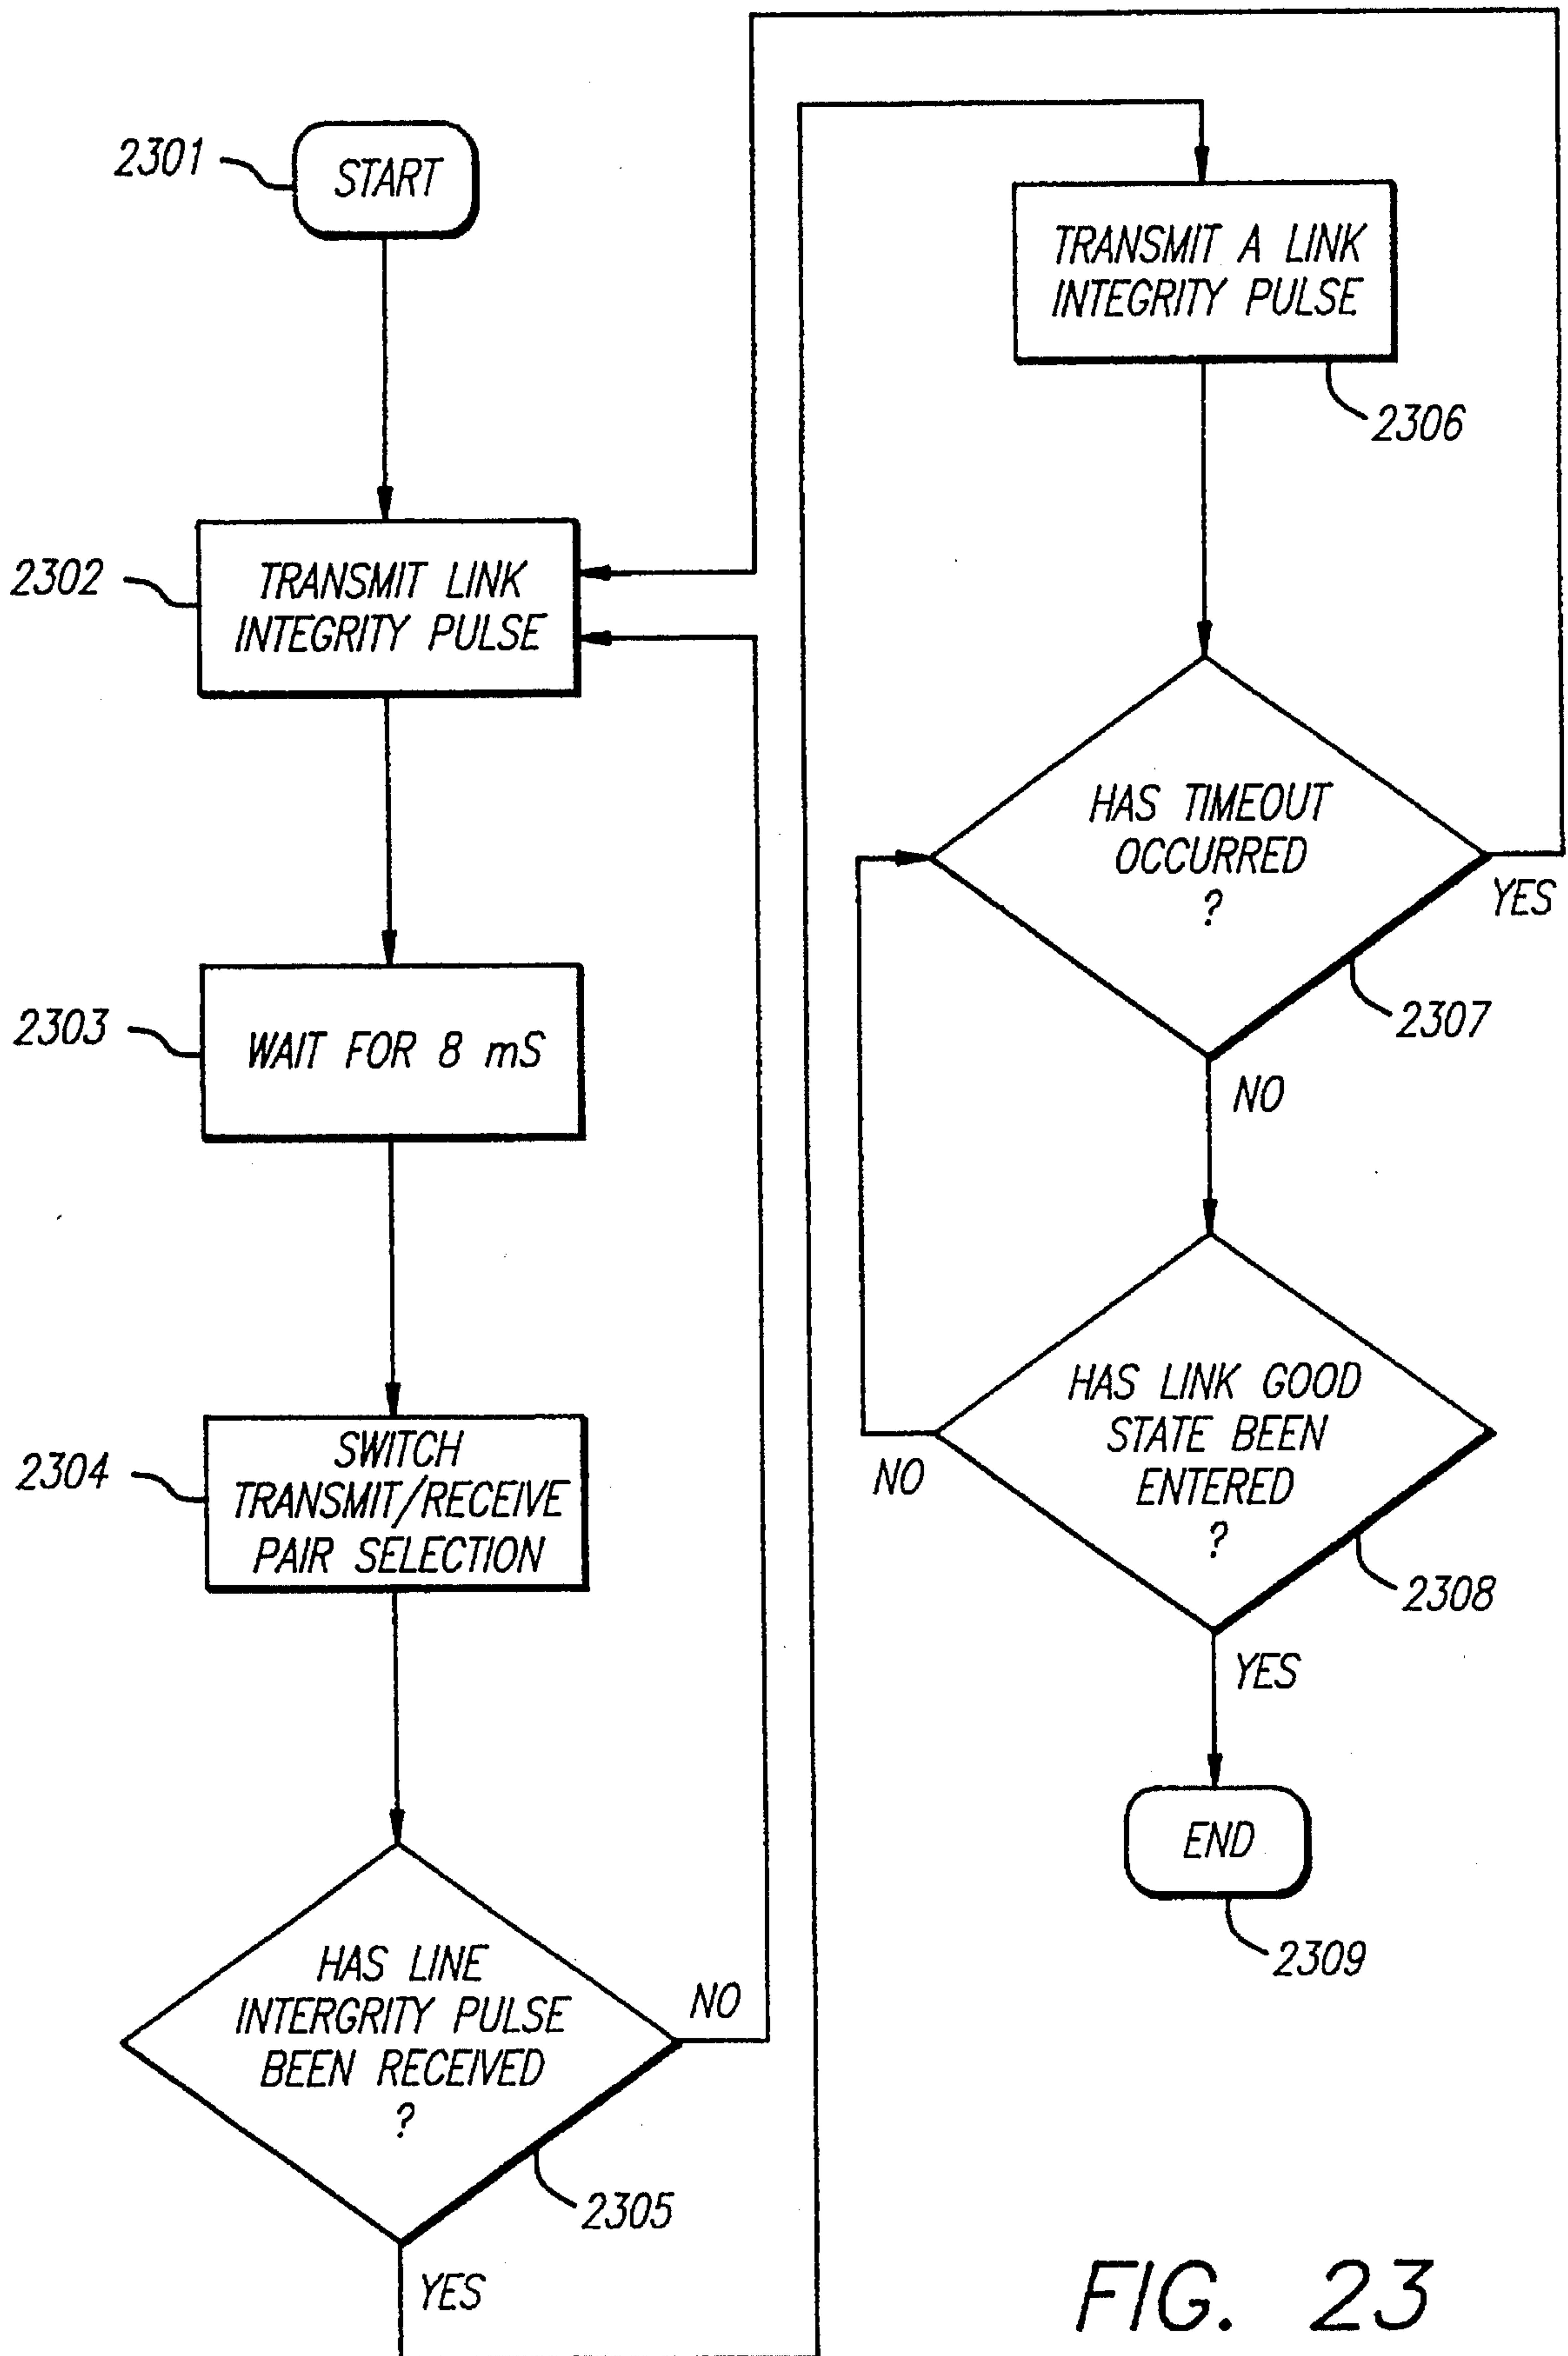 2301
START
2302
TRANSMIT LINK
INTEGRITY PULSE
2303
WAIT FOR 8 mS
2304
SWITCH
TRANSMIT/RECEIVE
PAIR SELECTION
HAS LINE
INTERGRITY PULSE
BEEN RECEIVED
?
NO
2305
YES
TRANSMIT A LINK
INTEGRITY PULSE
2306
HAS TIMEOUT
OCCURRED
?
YES
2307
NO
HAS LINK GOOD
STATE BEEN
ENTERED
?
NO
2308
YES
END
2309
FIG. 23